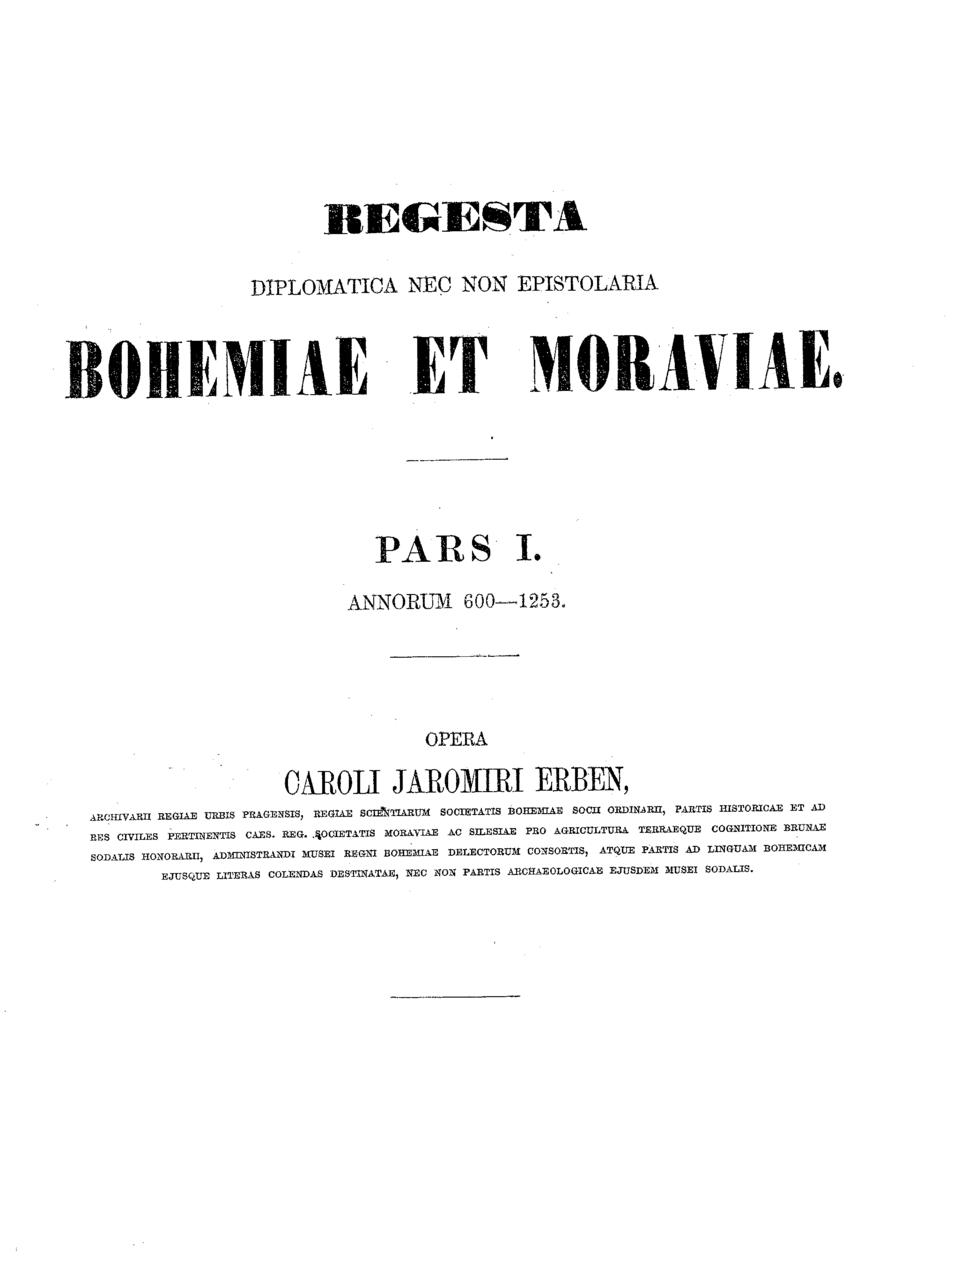 REGESTA
DIPLOMATICA NEC NON EPISTOLARIA
BOHEMIAE ET MORAVIAE.
PARS I.
ANNORUM 600—1253.
OPERA
CAROLI JAROMIRI ERBEN,
ARCHIVARII REGIAE URBIS PRAGENSIS, REGIAE SCIENTIARUM SOCIETATIS BOHEMIAE SOCII ORDINARII, PARTIS HISTORICAE ET AD
RES CIVILES PERTINENTIS CAES. REG. SOCIETATIS MORAVIAE AC SILESIAE PRO AGRICULTURA TERRAEQUE COGNITIONE BRUNAE
SODALIS HONORARII, ADMINISTRANDI MUSEI REGNI BOHEMIAE DELECTORUM CONSORTIS, ATQUE PARTIS AD LINGUAM BOHEMICAM
EJUSQUE LITERAS COLENDAS DESTINATAE, NEC NON PARTIS ARCHAEOLOGICAE EJUSDEM MUSEI SODALIS.